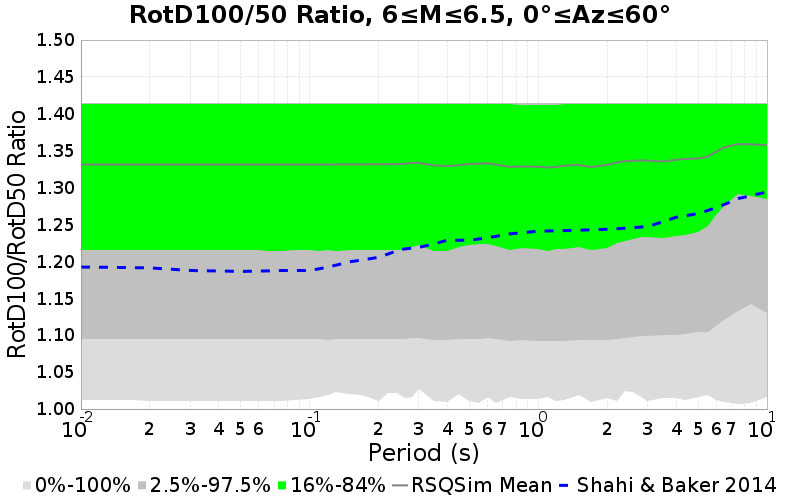 RotD100/50 Ratio, 6≤M≤6.5, 0°≤Az≤60°
RotD100/RotD50 Ratio
1.50
1.45
1.40
1.35
1.30
1.25
1.20
1.15
1.10
1.05
1.00
10^-2 2 3 4 5 6 10^-1 2 3 4 5 6 7 10^0 2 3 4 5 6 7 10^1
Period (s)
0%-100% 2.5%-97.5% 16%-84% RSQSim Mean Shahi & Baker 2014